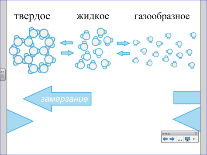 твердое жидкое газообразное
замерзание